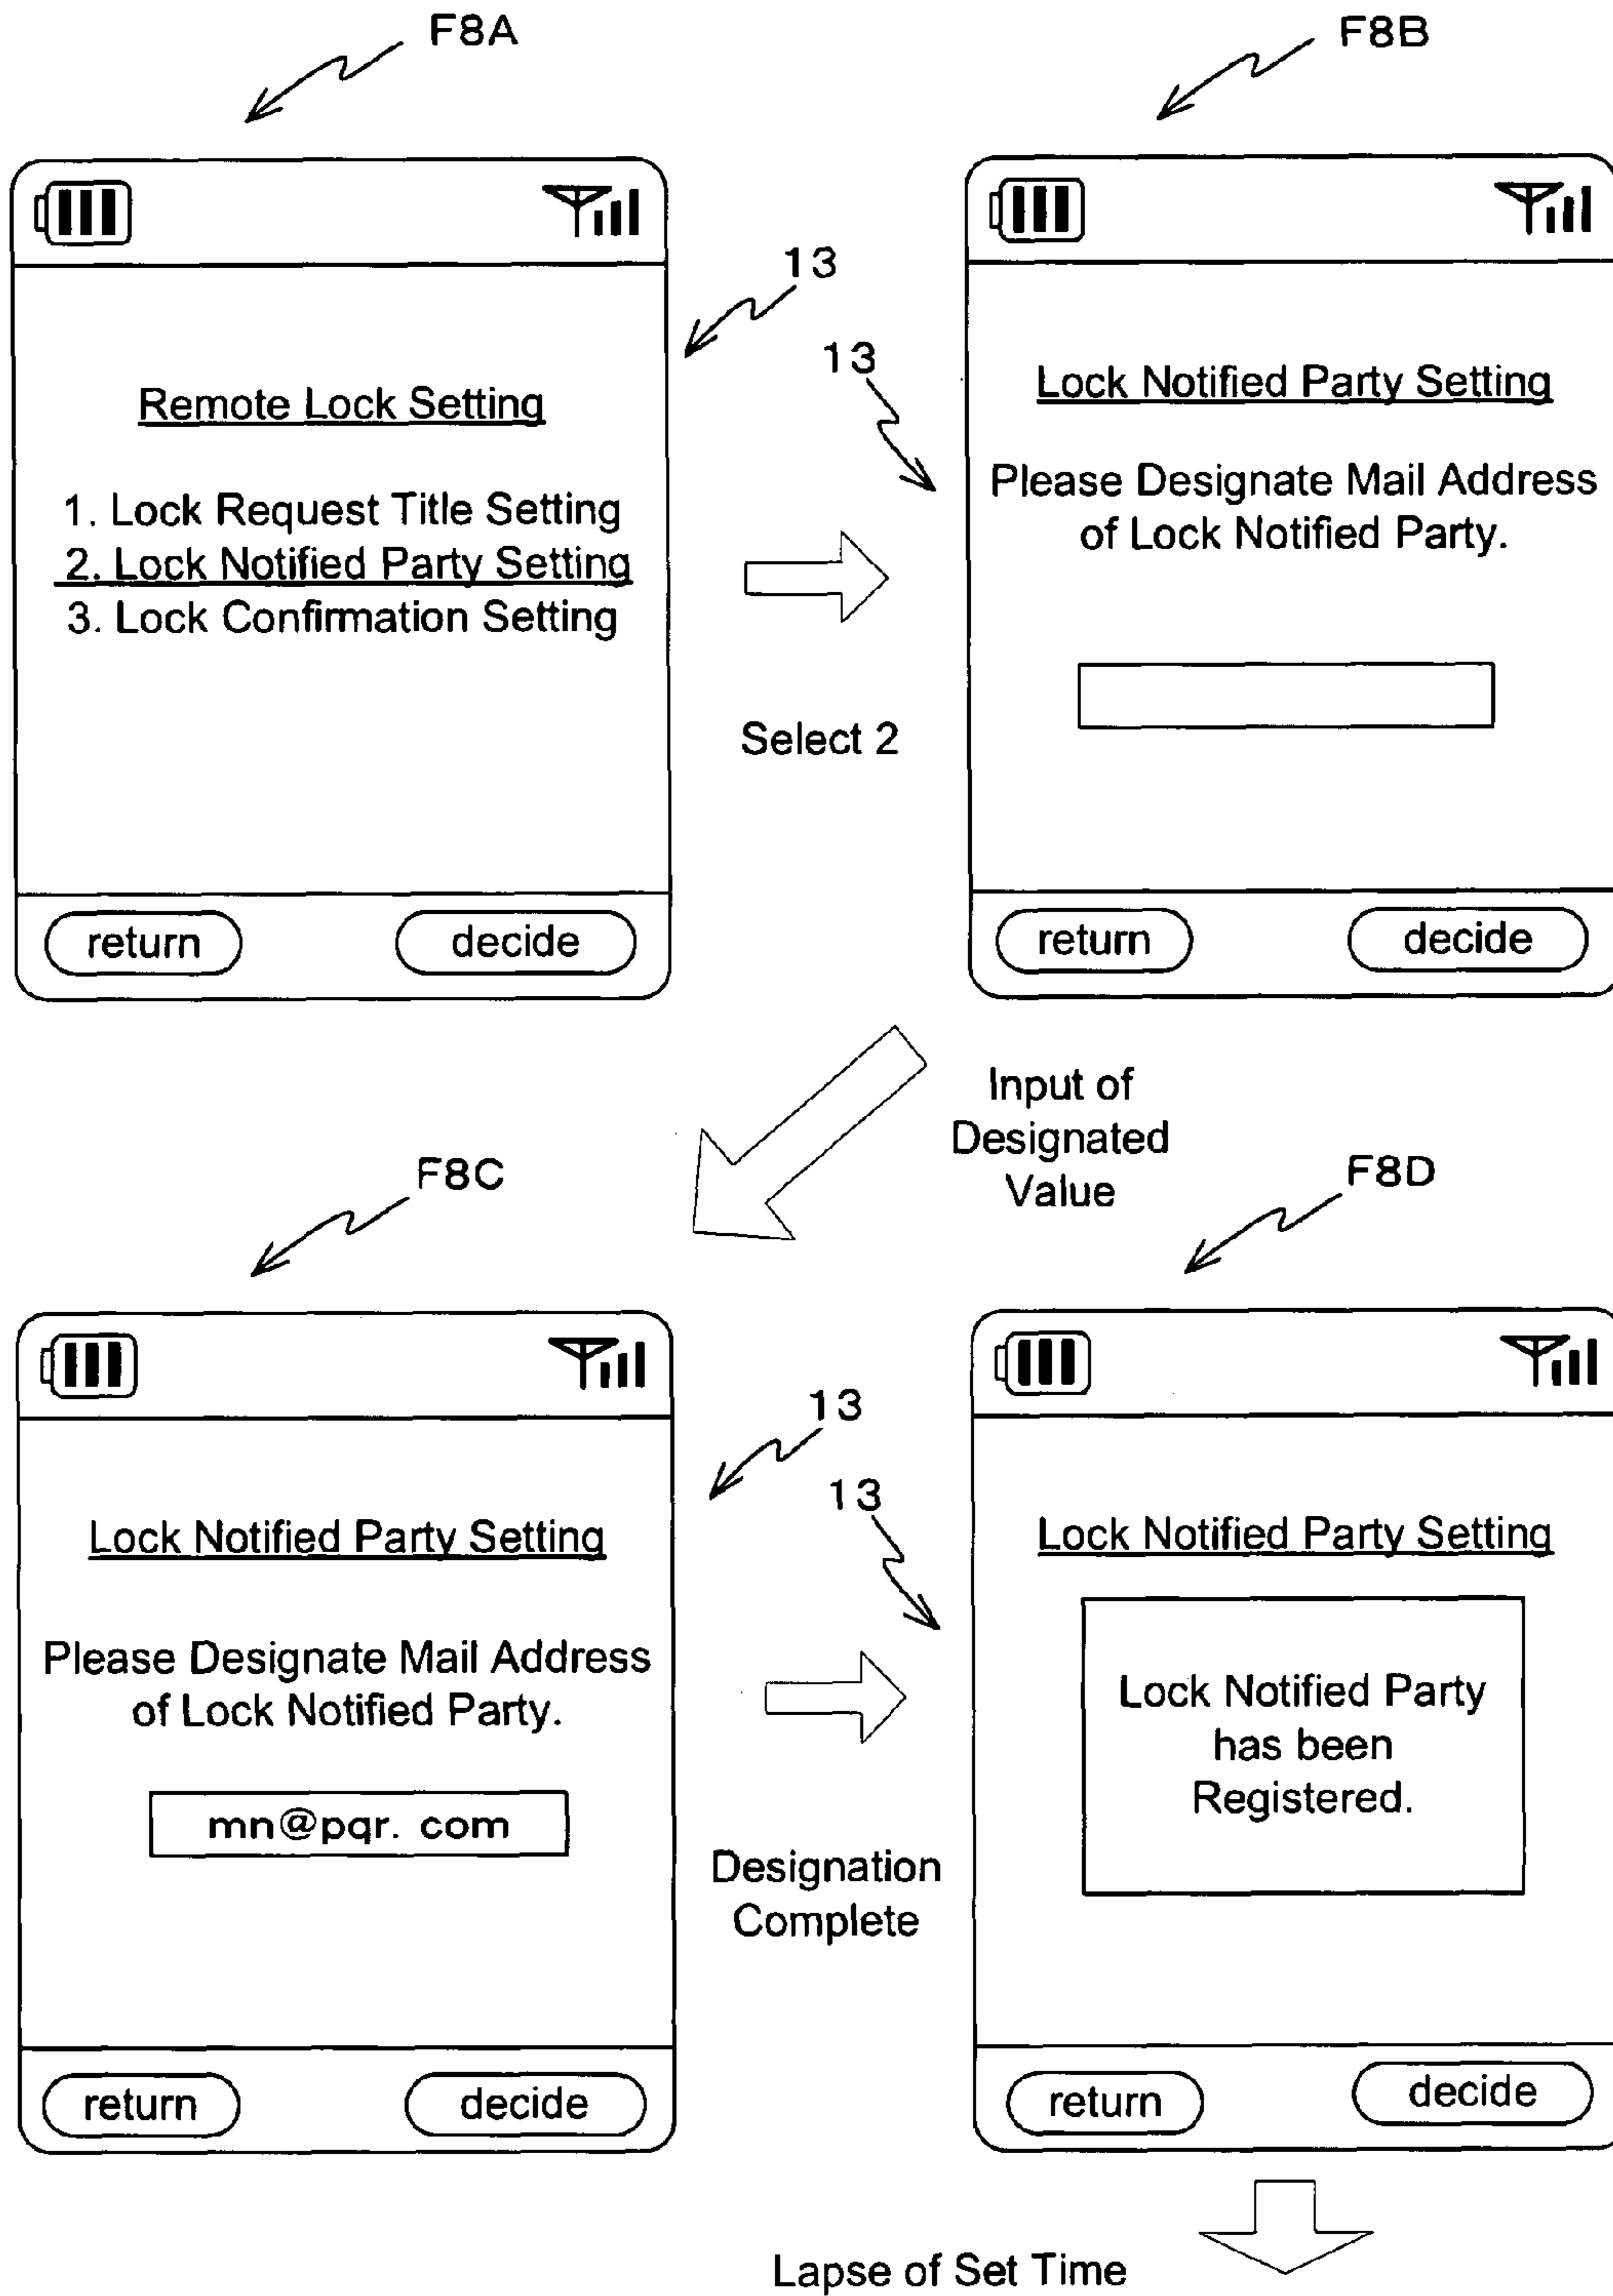 F8A
F8B
13
13
Remote Lock Setting
1. Lock Request Title Setting
2. Lock Notified Party Setting
3. Lock Confirmation Setting
return
decide
Select 2
Lock Notified Party Setting
Please Designate Mail Address
of Lock Notified Party.
return
decide
Input of
Designated
Value
F8C
F8D
13
13
Lock Notified Party Setting
Please Designate Mail Address
of Lock Notified Party.
mn@pqr. com
return
decide
Designation
Complete
Lock Notified Party Setting
Lock Notified Party
has been
Registered.
return
decide
Lapse of Set Time